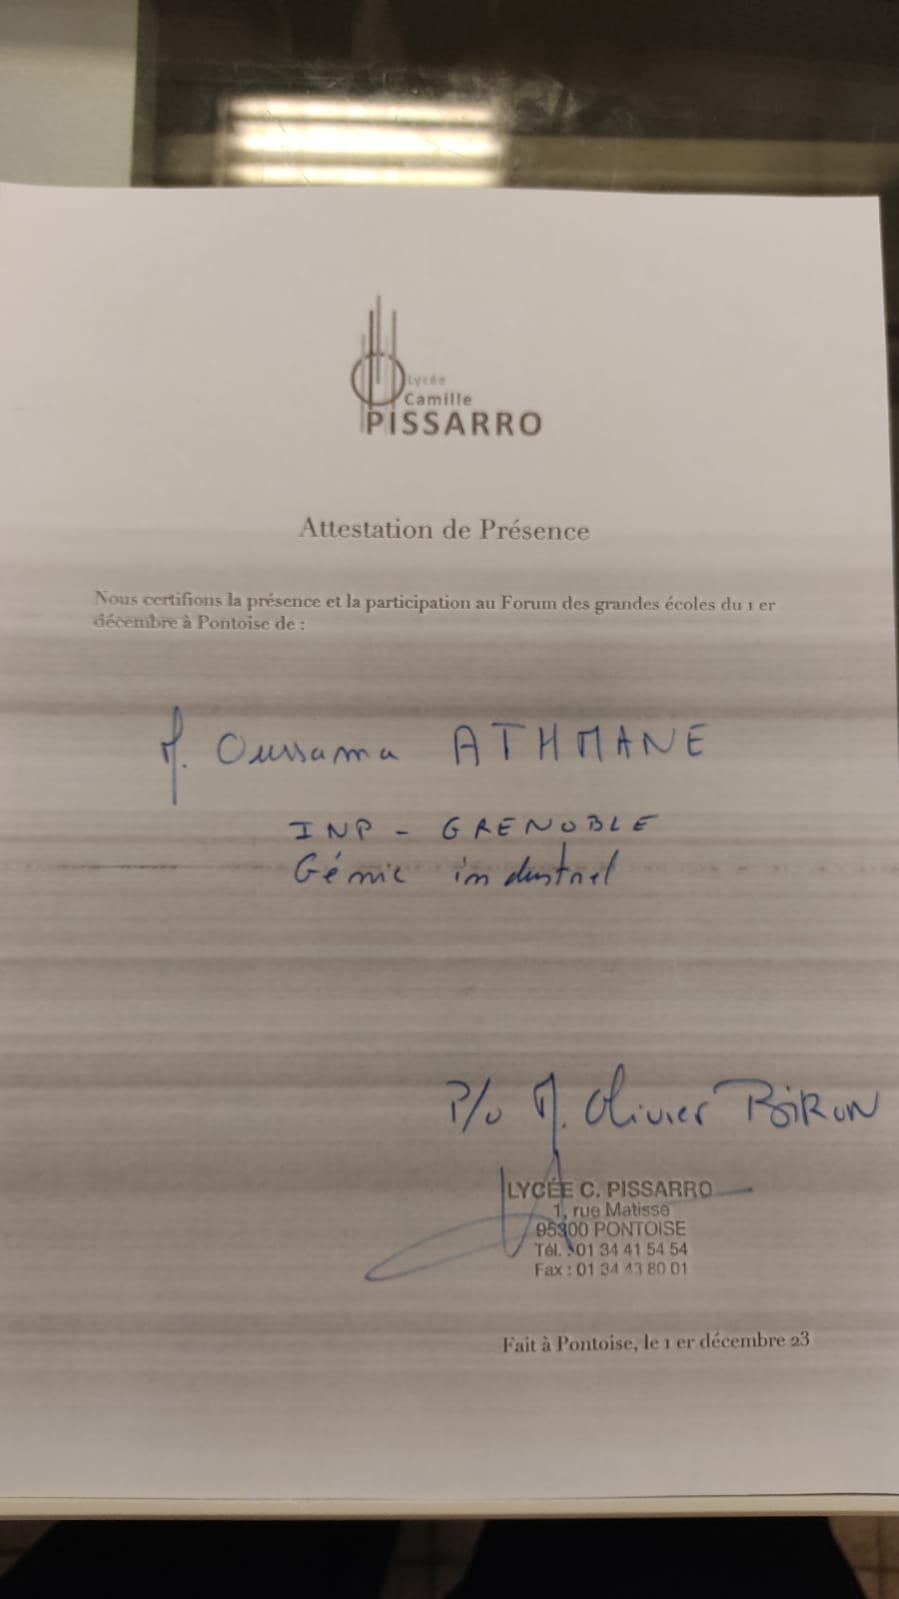 Lycée
Camille
PISSARRO
Attestation de Présence
Nous certifions la présence et la participation au Forum des grandes écoles du 1 er
décembre à Pontoise de :
M. Oussama ATHMANE
INP - GRENOBLE
Génie industriel
P/o M. Olivier BiRON
LYCÉE C. PISSARRO
1, rue Matisse
95300 PONTOISE
Tél. : 01 34 41 54 54
Fax : 01 34 43 80 01
Fait à Pontoise, le 1 er décembre 23